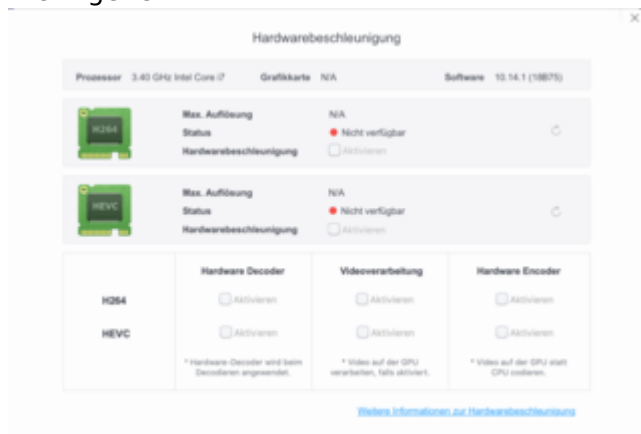 Hardwarebeschleunigung
Prozessor 3.40 GHz Intel Core i7 Grafikkarte N/A Software 10.14.1 (18B75)
H264
Max. Auflösung N/A
Status Nicht verfügbar
Hardwarebeschleunigung Aktivieren
HEVC
Max. Auflösung N/A
Status Nicht verfügbar
Hardwarebeschleunigung Aktivieren
Hardware Decoder Videoverarbeitung Hardware Encoder
H264 Aktivieren Aktivieren Aktivieren
HEVC Aktivieren Aktivieren Aktivieren
* Hardware-Decoder wird beim * Video auf der GPU * Video auf der GPU statt
Decodieren angewendet. verarbeiten, falls aktiviert. CPU codieren.
Weitere Informationen zur Hardwarebeschleunigung